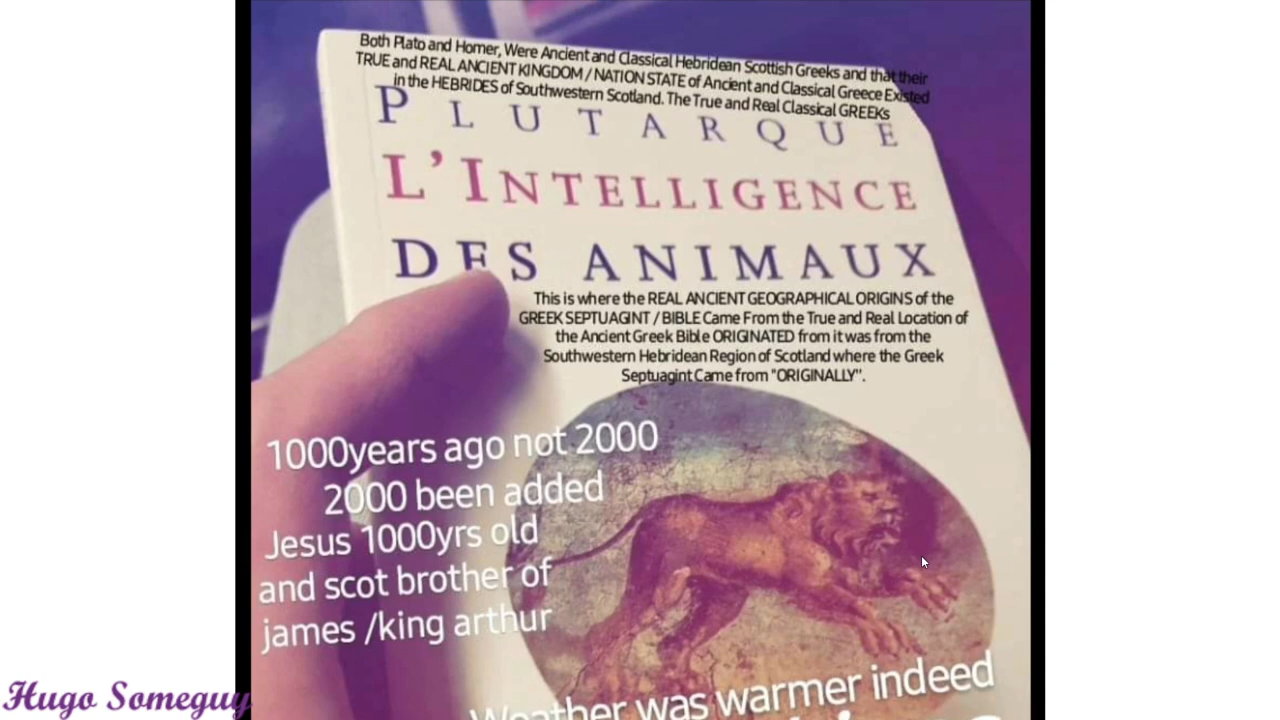 Both Plato and Homer, Were Ancient and Classical Hebridean Scottish Greeks and that their
TRUE and REAL ANCIENT KINGDOM / NATION STATE of Ancient and Classical Greece Existed
in the HEBRIDES of Southwestern Scotland. The True and Real Classical GREEKs
PLUTARQUE
L'INTELLIGENCE
DES ANIMAUX
This is where the REAL ANCIENT GEOGRAPHICAL ORIGINS of the
GREEK SEPTUAGINT / BIBLE Came From the True and Real Location of
the Ancient Greek Bible ORIGINATED from it was from the
Southwestern Hebridean Region of Scotland where the Greek
Septuagint Came from "ORIGINALLY".
1000years ago not 2000
2000 been added
Jesus 1000yrs old
and scot brother of
james /king arthur
Weather was warmer indeed
Hugo Someguy